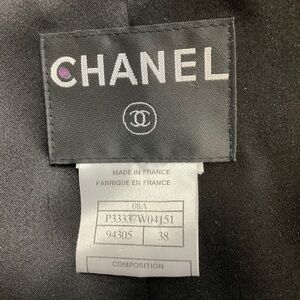 CHANEL
MADE IN FRANCE
FABRIQUE EN FRANCE
08A
P33337W04151
94305 38
COMPOSITION